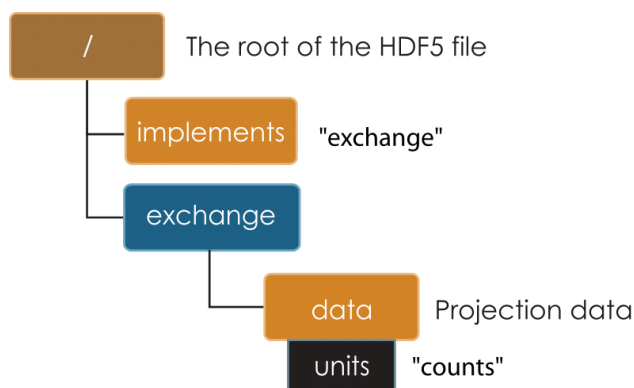 / The root of the HDF5 file
implements "exchange"
exchange
data Projection data
units "counts"